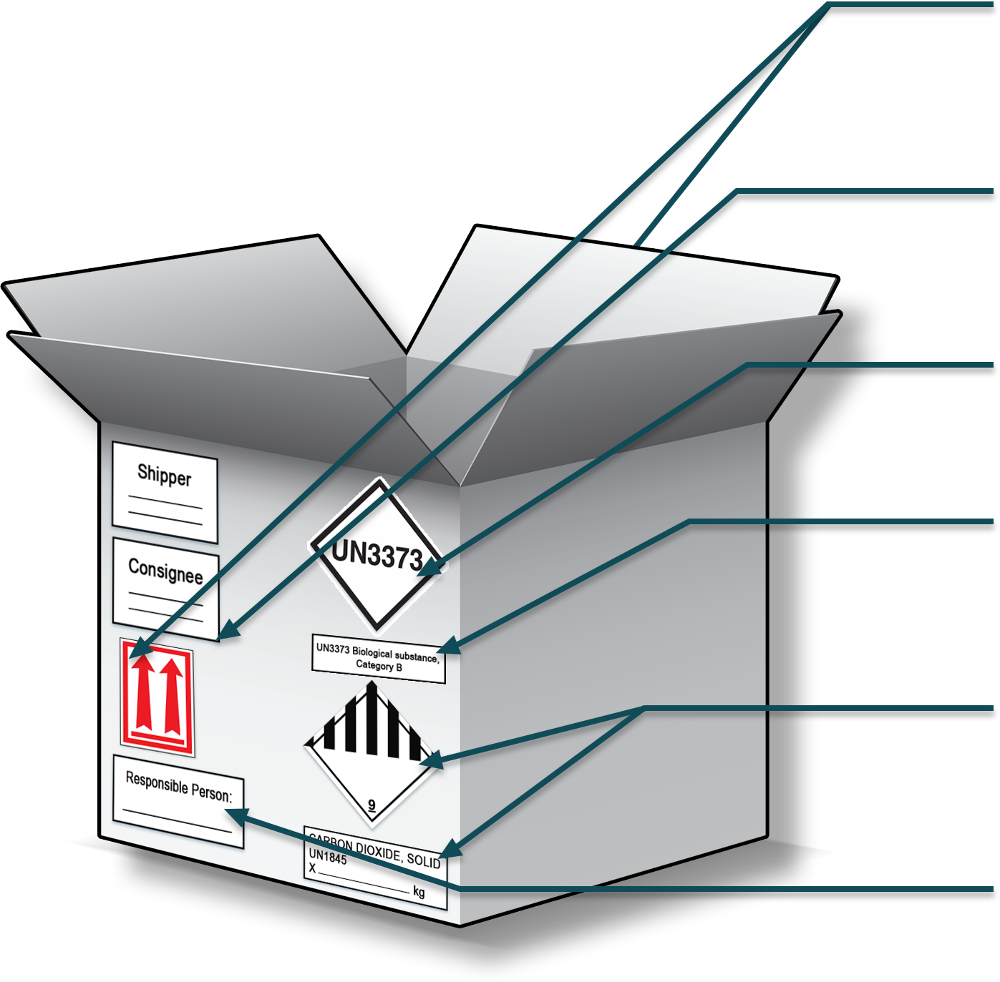 Shipper
Consignee
Responsible Person:
UN3373
UN3373 Biological substance,
Category B
9
CARBON DIOXIDE, SOLID
UN1845
X
kg